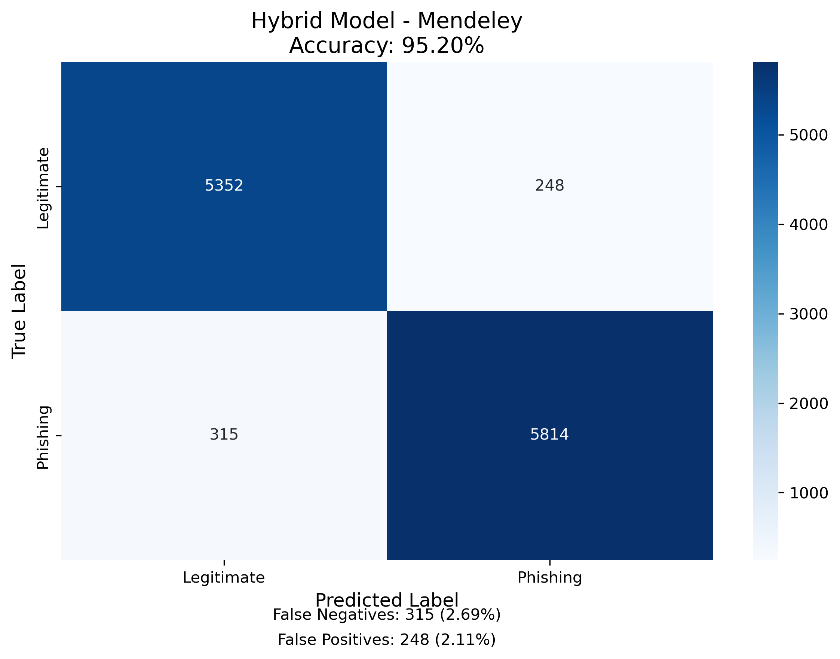 Hybrid Model - Mendeley
Accuracy: 95.20%
True Label
Legitimate
Phishing
5352
248
315
5814
Legitimate
Phishing
Predicted Label
False Negatives: 315 (2.69%)
False Positives: 248 (2.11%)
5000
4000
3000
2000
1000